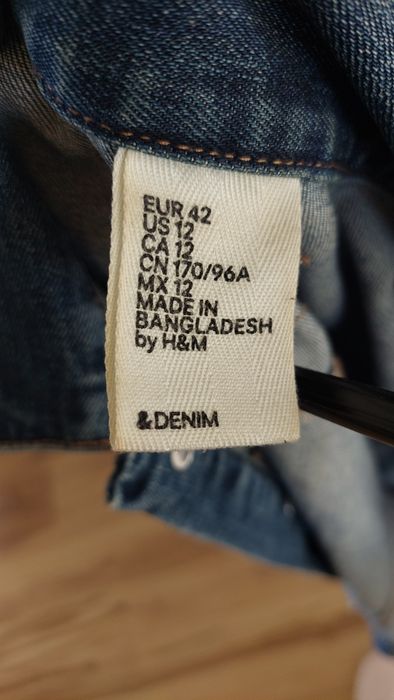 EUR 42
US 12
CA 12
CN 170/96A
MX 12
MADE IN
BANGLADESH
by H&M
&DENIM